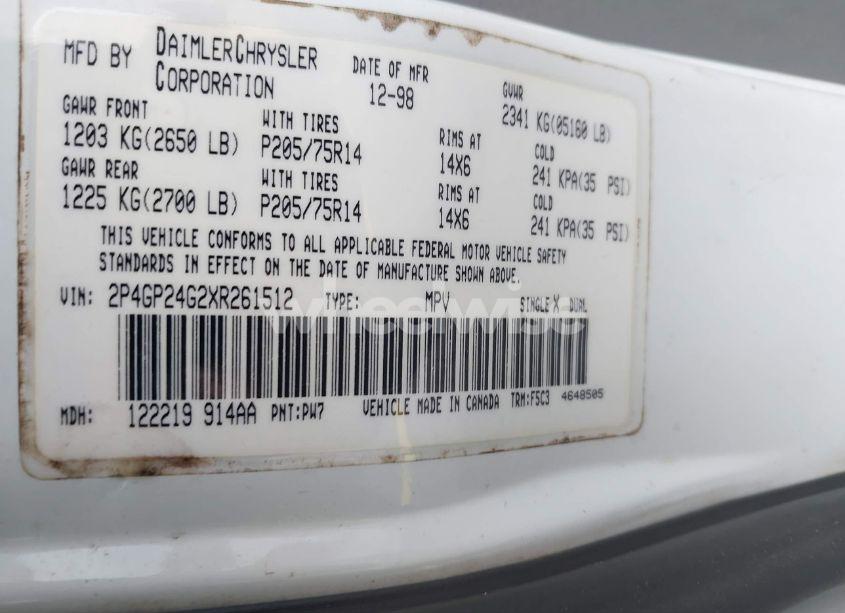 MFD BY DAIMLERCHRYSLER CORPORATION
DATE OF MFR 12-98
GVWR 2341 KG(05160 LB)
GAWR FRONT 1203 KG(2650 LB)
WITH TIRES P205/75R14
RIMS AT 14X6
COLD 241 KPA(35 PSI)
GAWR REAR 1225 KG(2700 LB)
WITH TIRES P205/75R14
RIMS AT 14X6
COLD 241 KPA(35 PSI)
THIS VEHICLE CONFORMS TO ALL APPLICABLE FEDERAL MOTOR VEHICLE SAFETY
STANDARDS IN EFFECT ON THE DATE OF MANUFACTURE SHOWN ABOVE.
VIN: 2P4GP24G2XR261512 TYPE: MPV SINGLE X DUAL
wheelwise
MDH: 122219 914AA PNT:PW7 VEHICLE MADE IN CANADA TRM:F5C3 4648505